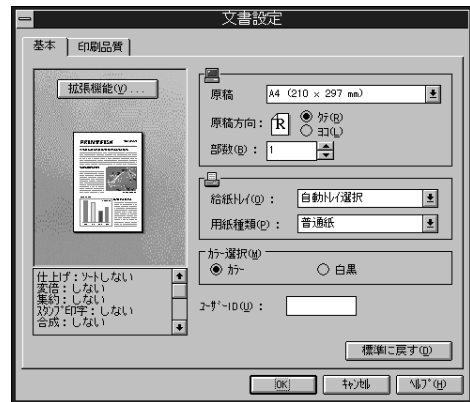 文書設定
基本 印刷品質
拡張機能(V)...
PRINTFISH
仕上げ：ｿｰﾄしない
変倍：しない
集約：しない
ｽﾀﾝﾌﾟ印字：しない
合成：しない
原稿 A4 (210 × 297 mm)
原稿方向： R ﾀﾃ(R)
ﾖｺ(L)
部数(B)： 1
給紙ﾄﾚｲ(O)： 自動ﾄﾚｲ選択
用紙種類(P)： 普通紙
ｶﾗｰ選択(M)
ｶﾗｰ 白黒
ﾕｰｻﾞｰID(U)：
標準に戻す(D)
OK ｷｬﾝｾﾙ ﾍﾙﾌﾟ(H)